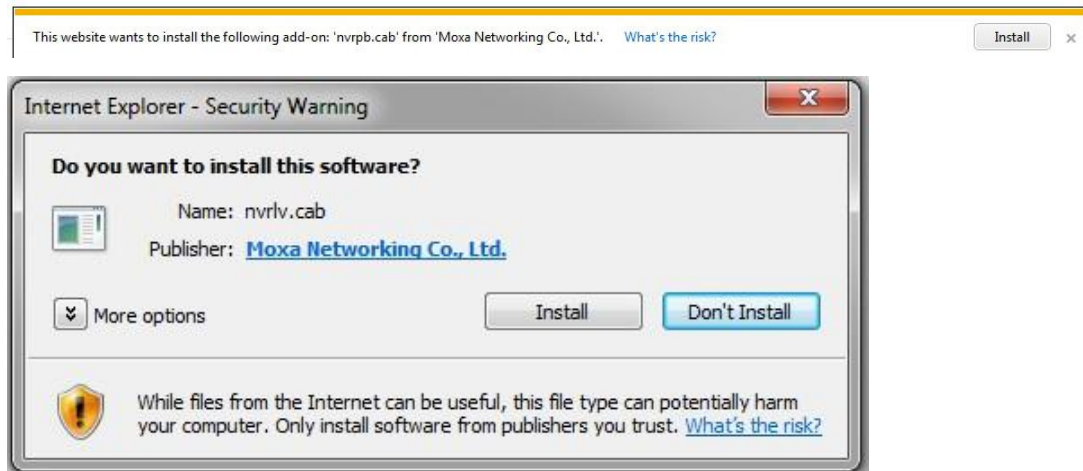 This website wants to install the following add-on: 'nvrpb.cab' from 'Moxa Networking Co., Ltd.'. What's the risk? Install ×
Internet Explorer - Security Warning
Do you want to install this software?
Name: nvrlv.cab
Publisher: Moxa Networking Co., Ltd.
More options Install Don't Install
While files from the Internet can be useful, this file type can potentially harm
your computer. Only install software from publishers you trust. What's the risk?